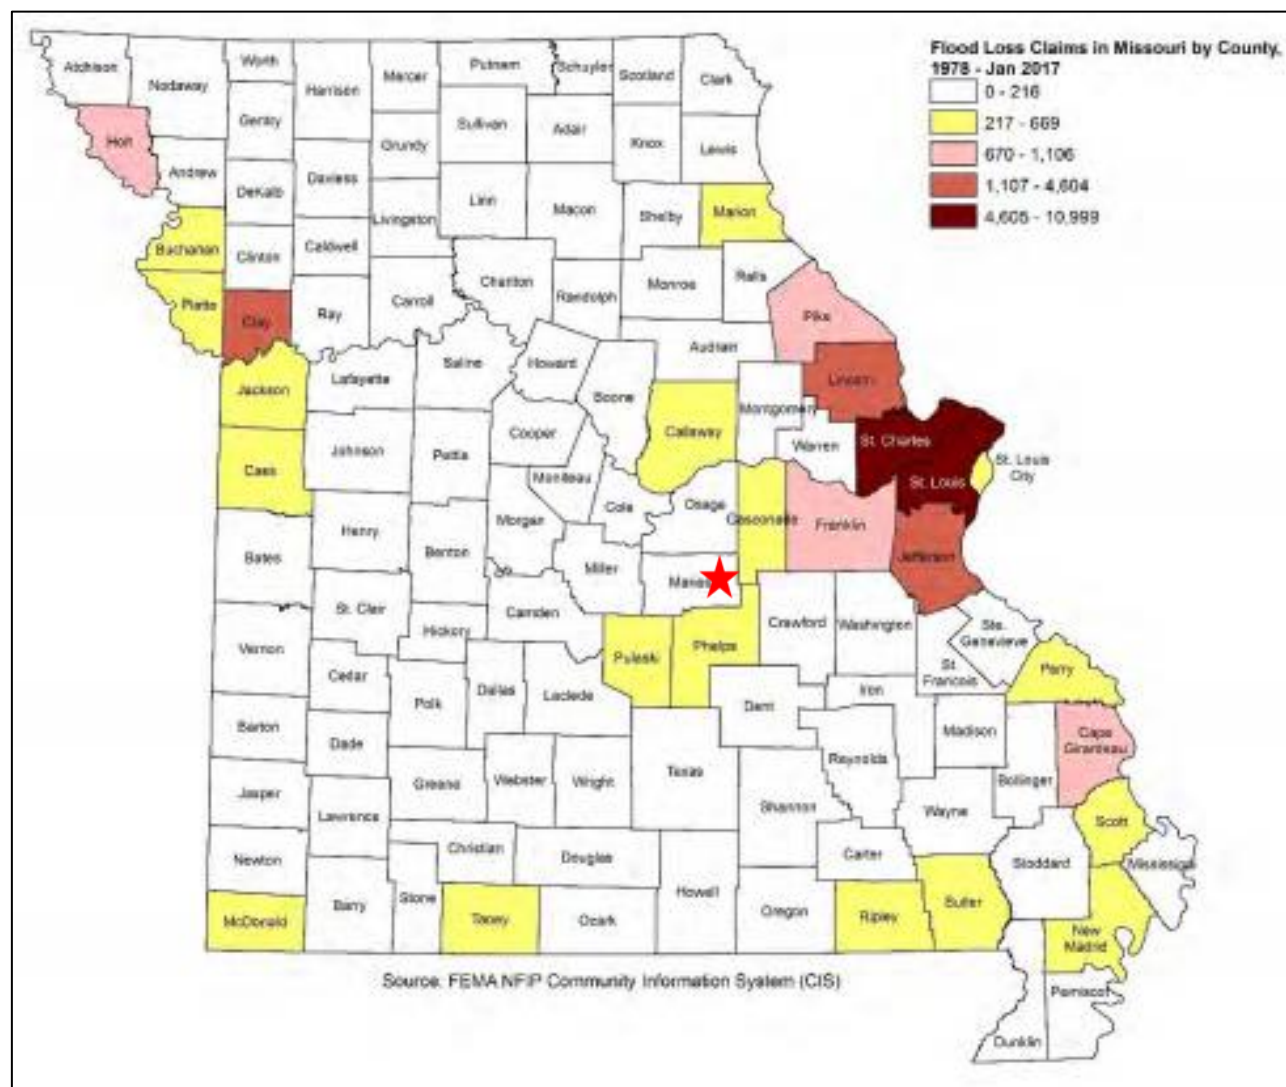 Flood Loss Claims in Missouri by County,
1978 - Jan 2017
0 - 216
217 - 669
670 - 1,106
1,107 - 4,604
4,605 - 10,999
Atchison
Nodaway
Worth
Harrison
Mercer
Putnam
Schuyler
Scotland
Clark
Holt
Gentry
Sullivan
Adair
Knox
Lewis
Andrew
DeKalb
Daviess
Grundy
Linn
Macon
Shelby
Marion
Buchanan
Clinton
Caldwell
Livingston
Chariton
Randolph
Monroe
Ralls
Platte
Clay
Ray
Carroll
Audrain
Pike
Jackson
Lafayette
Saline
Howard
Boone
Callaway
Montgomery
Lincoln
Cass
Johnson
Pettis
Cooper
Moniteau
Cole
Osage
Gasconade
Warren
St. Charles
St. Louis
St. Louis
City
Franklin
Jefferson
Bates
Henry
Benton
Morgan
Miller
Maries
Vernon
St. Clair
Hickory
Camden
Pulaski
Phelps
Crawford
Washington
Ste.
Genevieve
St
Francois
Perry
Cedar
Polk
Dallas
Laclede
Dent
Iron
Madison
Cape
Girardeau
Barton
Dade
Greene
Webster
Wright
Texas
Reynolds
Bollinger
Jasper
Lawrence
Shannon
Wayne
Scott
Newton
Christian
Douglas
Howell
Carter
Stoddard
Mississippi
McDonald
Barry
Stone
Taney
Ozark
Oregon
Ripley
Butler
New
Madrid
Pemiscot
Dunklin
Source: FEMA NFIP Community Information System (CIS)